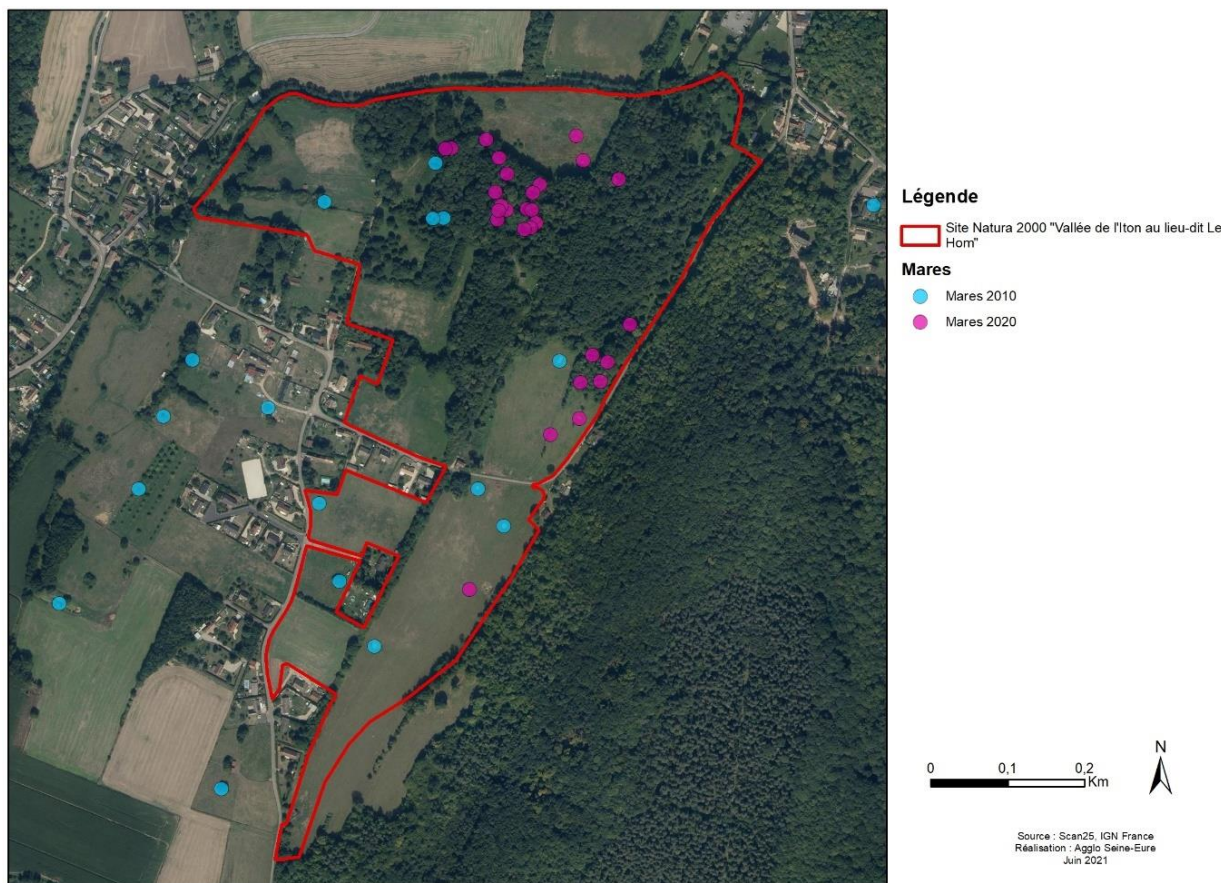 Légende
Site Natura 2000 "Vallée de l'Iton au lieu-dit Le
Hom"
Mares
Mares 2010
Mares 2020
0 0,1 0,2
Km
N
Source : Scan25, IGN France
Réalisation : Agglo Seine-Eure
Juin 2021